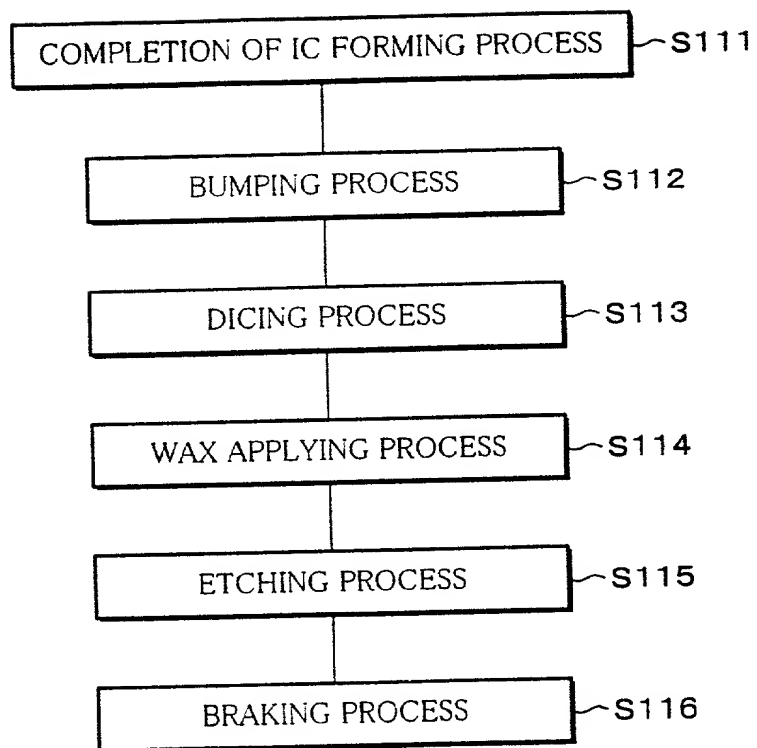 COMPLETION OF IC FORMING PROCESS S111
BUMPING PROCESS S112
DICING PROCESS S113
WAX APPLYING PROCESS S114
ETCHING PROCESS S115
BRAKING PROCESS S116